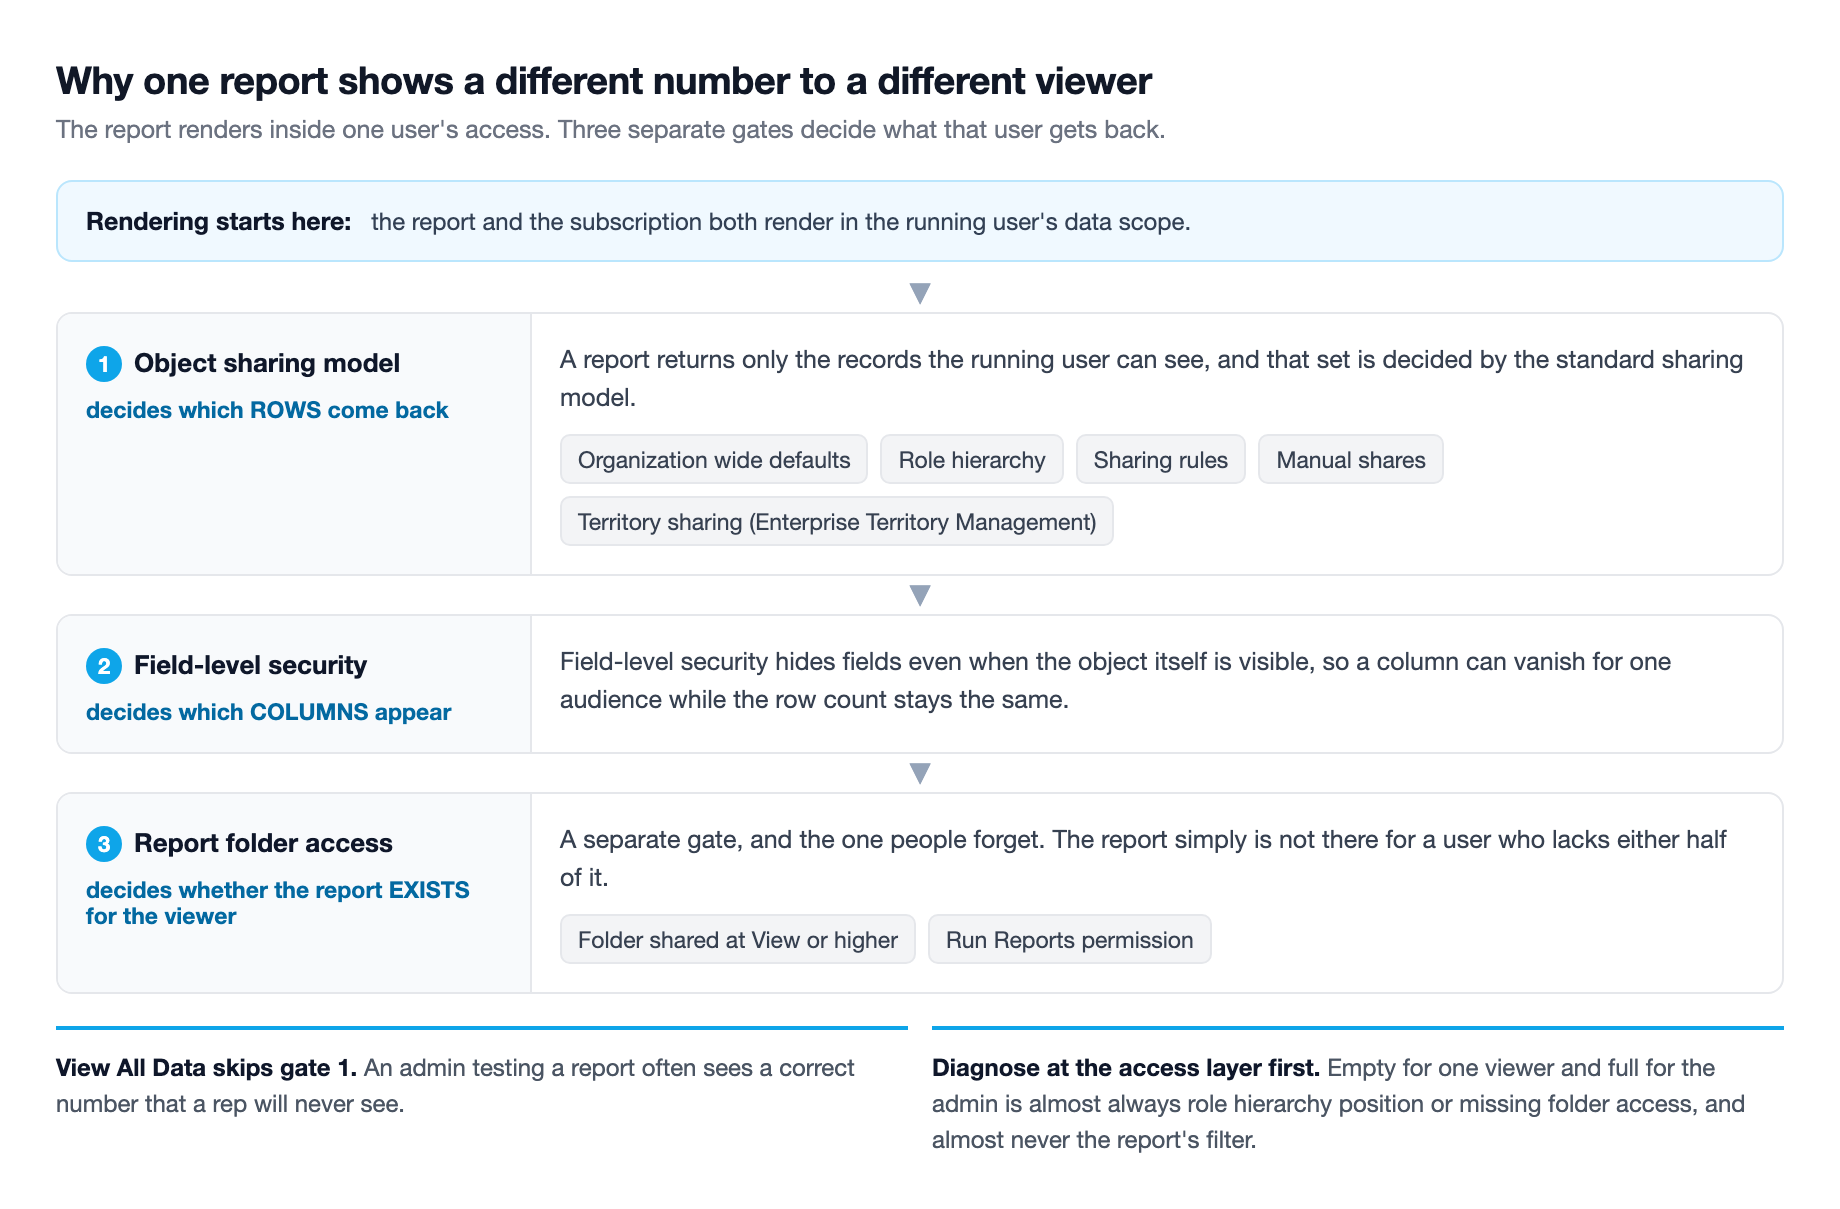 Why one report shows a different number to a different viewer
The report renders inside one user's access. Three separate gates decide what that user gets back.
Rendering starts here: the report and the subscription both render in the running user's data scope.
1 Object sharing model
decides which ROWS come back
A report returns only the records the running user can see, and that set is decided by the standard sharing
model.
Organization wide defaults
Role hierarchy
Sharing rules
Manual shares
Territory sharing (Enterprise Territory Management)
2 Field-level security
decides which COLUMNS appear
Field-level security hides fields even when the object itself is visible, so a column can vanish for one
audience while the row count stays the same.
3 Report folder access
decides whether the report EXISTS
for the viewer
A separate gate, and the one people forget. The report simply is not there for a user who lacks either half
of it.
Folder shared at View or higher
Run Reports permission
View All Data skips gate 1. An admin testing a report often sees a correct
number that a rep will never see.
Diagnose at the access layer first. Empty for one viewer and full for the
admin is almost always role hierarchy position or missing folder access, and
almost never the report's filter.